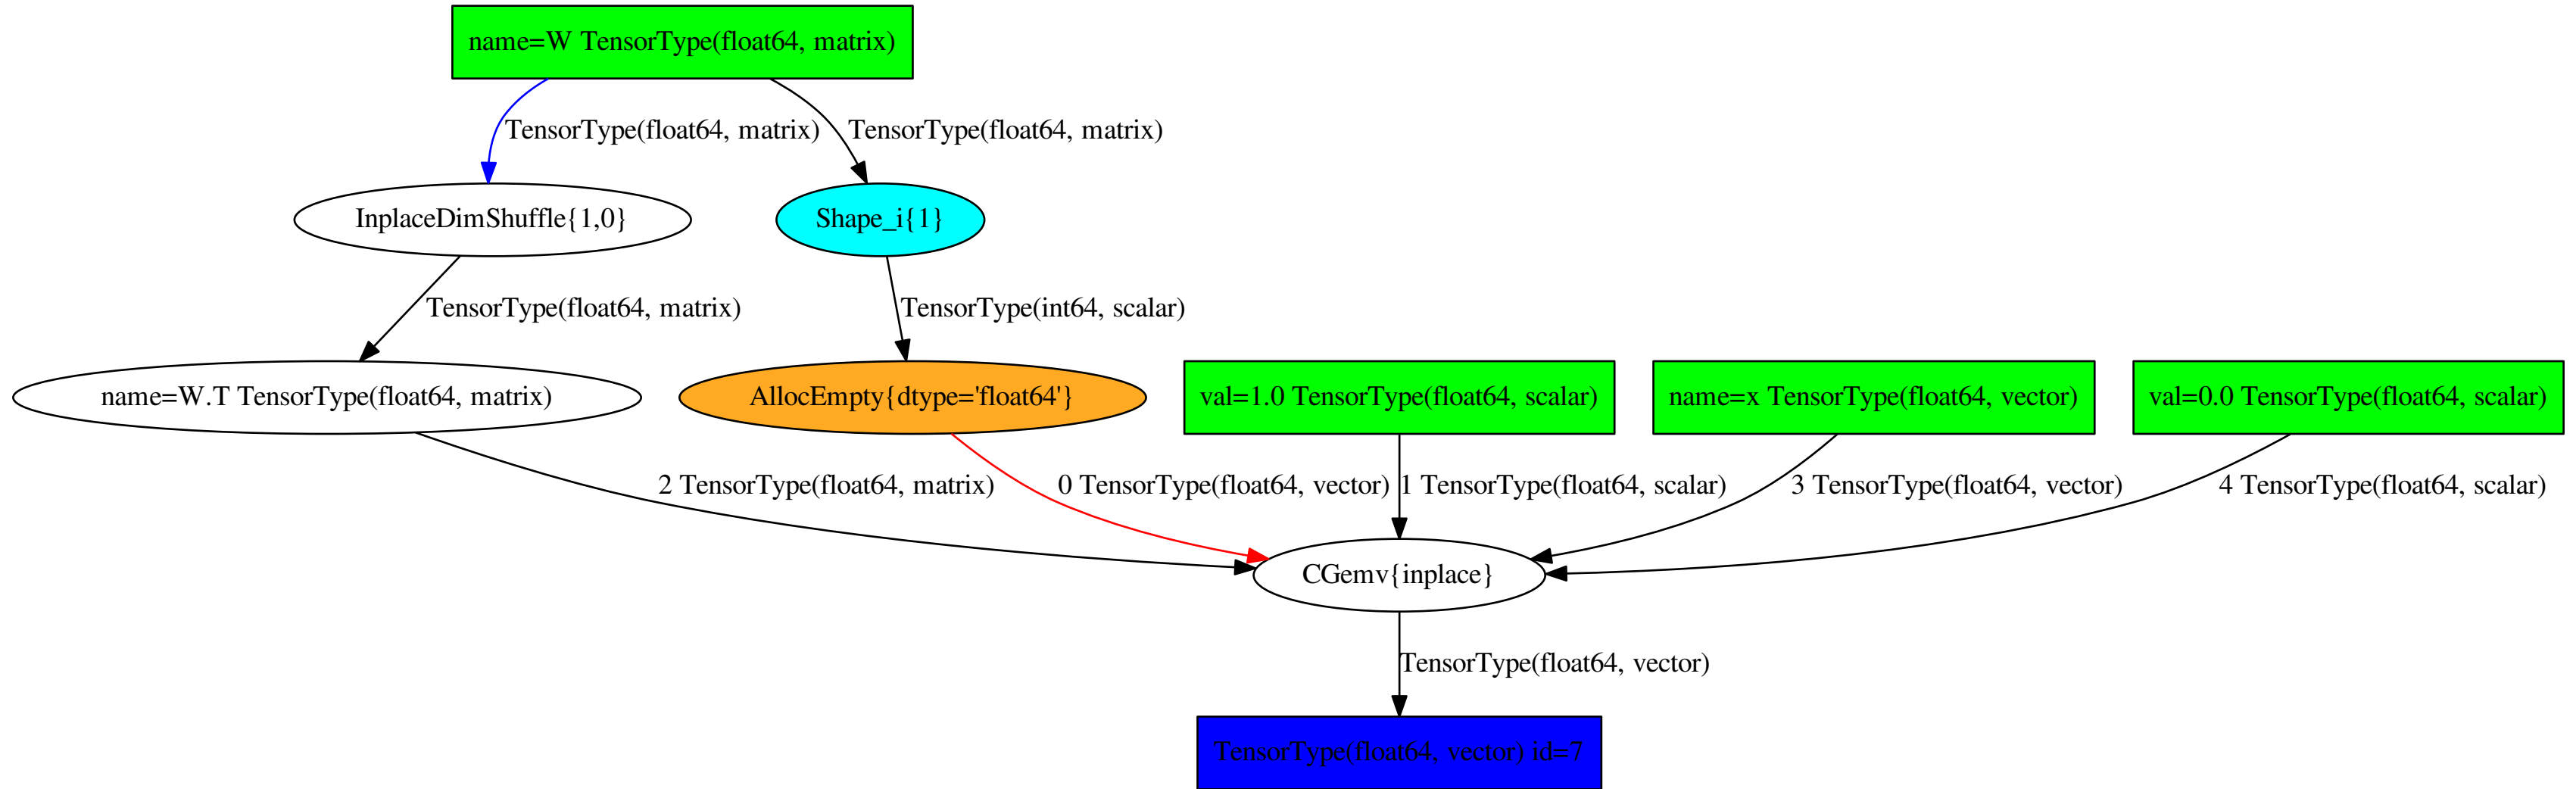 name=W TensorType(float64, matrix)
TensorType(float64, matrix)
TensorType(float64, matrix)
InplaceDimShuffle{1,0}
Shape_i{1}
TensorType(float64, matrix)
TensorType(int64, scalar)
name=W.T TensorType(float64, matrix)
AllocEmpty{dtype='float64'}
val=1.0 TensorType(float64, scalar)
name=x TensorType(float64, vector)
val=0.0 TensorType(float64, scalar)
2 TensorType(float64, matrix)
0 TensorType(float64, vector)
1 TensorType(float64, scalar)
3 TensorType(float64, vector)
4 TensorType(float64, scalar)
CGemv{inplace}
TensorType(float64, vector)
TensorType(float64, vector) id=7